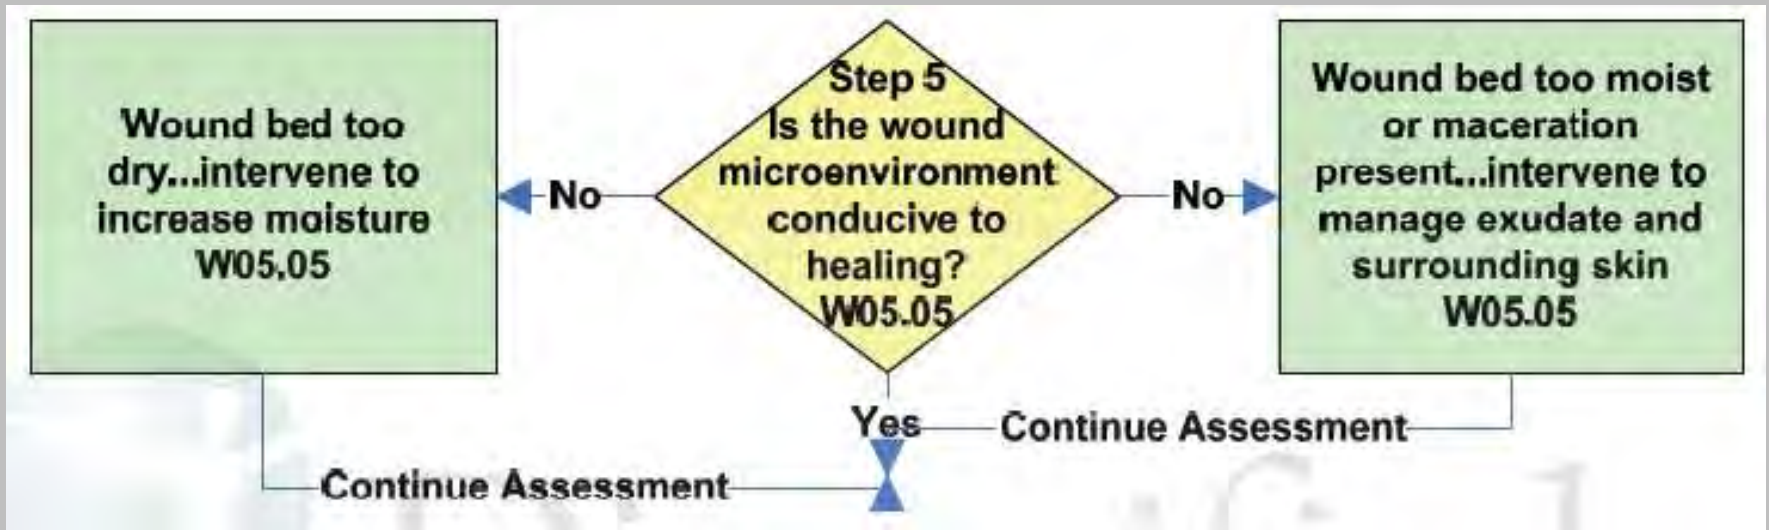 Wound bed too
dry...intervene to
increase moisture
W05.05
No
Step 5
Is the wound
microenvironment
conducive to
healing?
W05.05
No
Wound bed too moist
or maceration
present...intervene to
manage exudate and
surrounding skin
W05.05
Yes
Continue Assessment
Continue Assessment